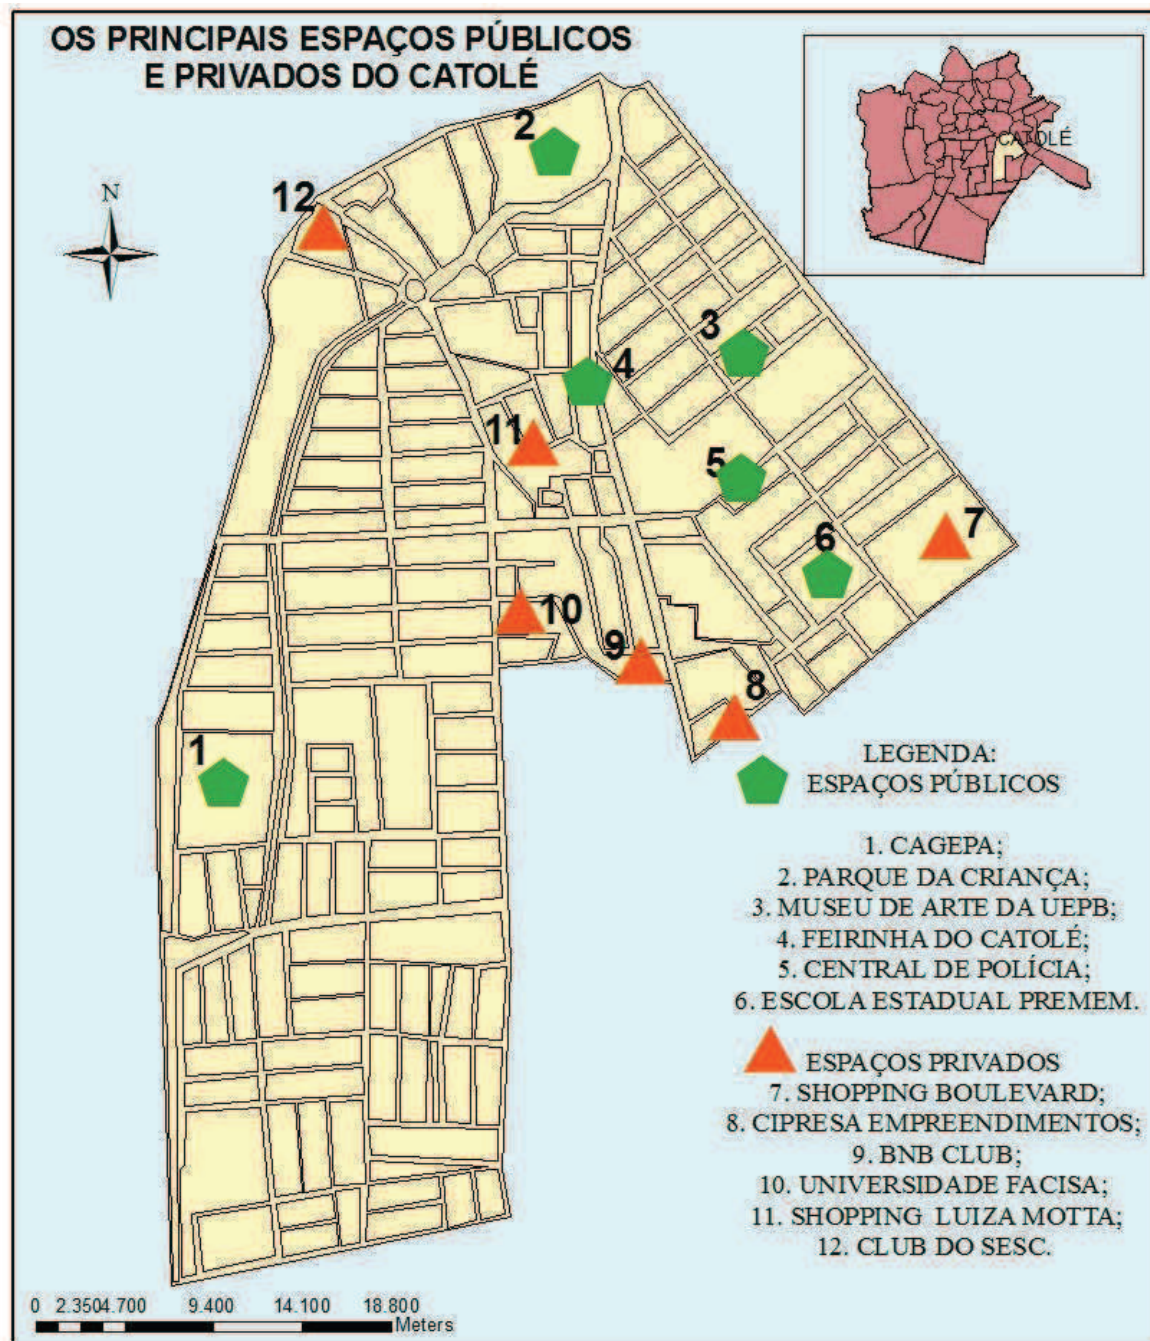 OS PRINCIPAIS ESPAÇOS PÚBLICOS
E PRIVADOS DO CATOLÉ
CATOLÉ
N
2
12
3
4
11
5
7
6
10
9
8
1
LEGENDA:
ESPAÇOS PÚBLICOS
1. CAGEPA;
2. PARQUE DA CRIANÇA;
3. MUSEU DE ARTE DA UEPB;
4. FEIRINHA DO CATOLÉ;
5. CENTRAL DE POLÍCIA;
6. ESCOLA ESTADUAL PREMEM.
ESPAÇOS PRIVADOS
7. SHOPPING BOULEVARD;
8. CIPRESA EMPREENDIMENTOS;
9. BNB CLUB;
10. UNIVERSIDADE FACISA;
11. SHOPPING LUIZA MOTTA;
12. CLUB DO SESC.
0 2.3504.700 9.400 14.100 18.800
Meters